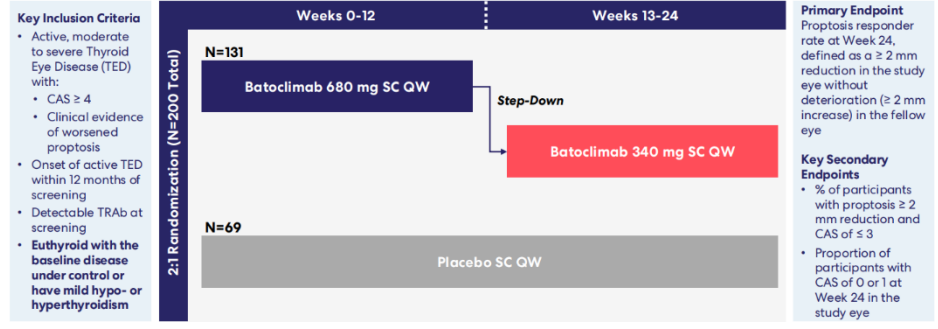 Key Inclusion Criteria
• Active, moderate
to severe Thyroid
Eye Disease (TED)
with:
• CAS ≥ 4
• Clinical evidence
of worsened
proptosis
• Onset of active TED
within 12 months of
screening
• Detectable TRAb at
screening
• Euthyroid with the
baseline disease
under control or
have mild hypo- or
hyperthyroidism
2:1 Randomization (N=200 Total)
Weeks 0-12
Weeks 13-24
N=131
Batoclimab 680 mg SC QW
Step-Down
Batoclimab 340 mg SC QW
N=69
Placebo SC QW
Primary Endpoint
Proptosis responder
rate at Week 24,
defined as a ≥ 2 mm
reduction in the study
eye without
deterioration (≥ 2 mm
increase) in the fellow
eye
Key Secondary
Endpoints
• % of participants
with proptosis ≥ 2
mm reduction and
CAS of ≤ 3
• Proportion of
participants with
CAS of 0 or 1 at
Week 24 in the
study eye